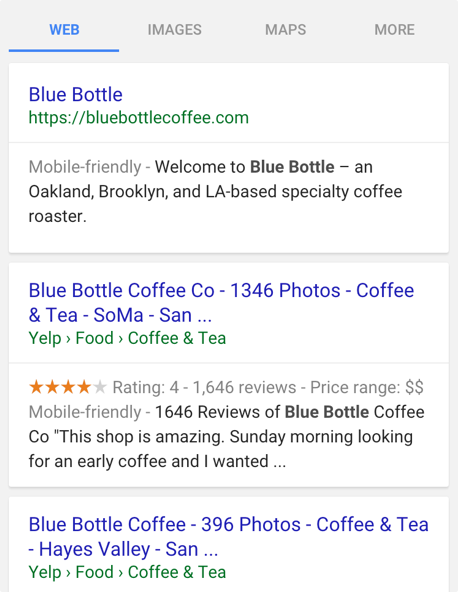 WEB IMAGES MAPS MORE
Blue Bottle
https://bluebottlecoffee.com
Mobile-friendly - Welcome to Blue Bottle – an
Oakland, Brooklyn, and LA-based specialty coffee
roaster.
Blue Bottle Coffee Co - 1346 Photos - Coffee
& Tea - SoMa - San ...
Yelp › Food › Coffee & Tea
Rating: 4 - 1,646 reviews - Price range: $$
Mobile-friendly - 1646 Reviews of Blue Bottle Coffee
Co "This shop is amazing. Sunday morning looking
for an early coffee and I wanted ...
Blue Bottle Coffee - 396 Photos - Coffee & Tea
- Hayes Valley - San ...
Yelp › Food › Coffee & Tea